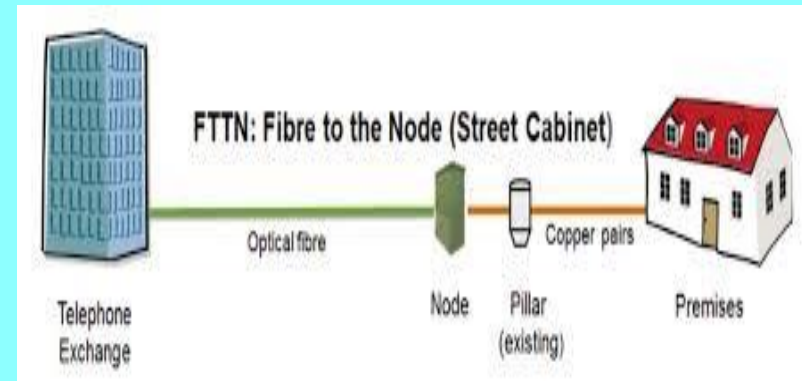 FTTN: Fibre to the Node (Street Cabinet)
Optical fibre
Copper pairs
Telephone
Exchange
Node
Pillar
(existing)
Premises